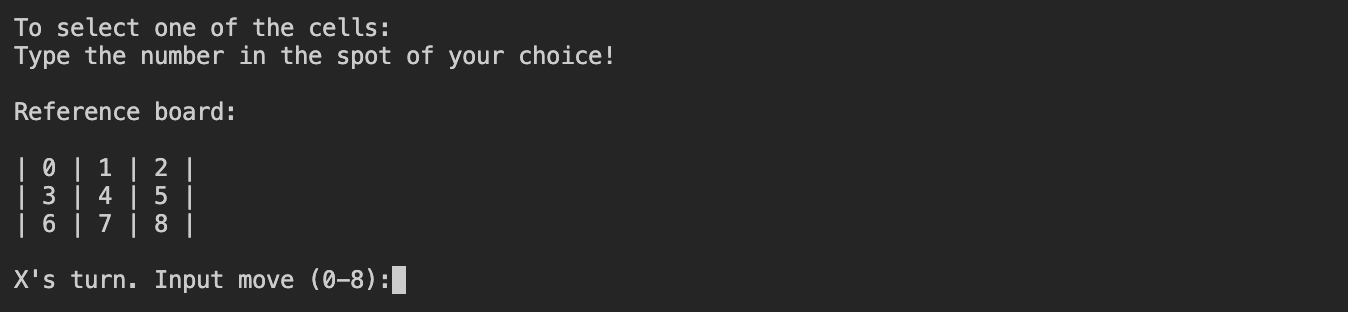 To select one of the cells:
Type the number in the spot of your choice!
Reference board:
| 0 | 1 | 2 |
| 3 | 4 | 5 |
| 6 | 7 | 8 |
X's turn. Input move (0-8):